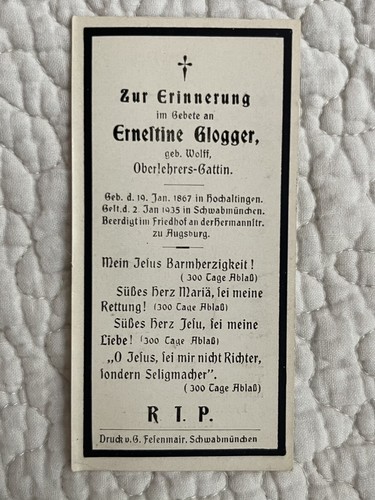 Zur Erinnerung
im Gebete an
Ernestine Glogger,
geb. Wolff,
Oberlehrers-Gattin.
Geb. d. 19. Jan. 1867 in Hochaltingen.
Gest.d. 2 Jan 1935 in Schwabmünchen.
Beerdigt im Friedhof an der Hermannstr.
zu Augsburg.
Mein Jesus Barmherzigkeit!
(300 Tage Ablaß)
Süßes Herz Mariä, sei meine
Rettung! (300 Tage Ablaß)
Süßes Herz Jesu, sei meine
Liebe! (300 Tage Ablaß)
„O Jesus, sei mir nicht Richter,
sondern Seligmacher".
(300 Tage Ablaß)
R. I. P.
Druck v. G. Fesenmair, Schwabmünchen